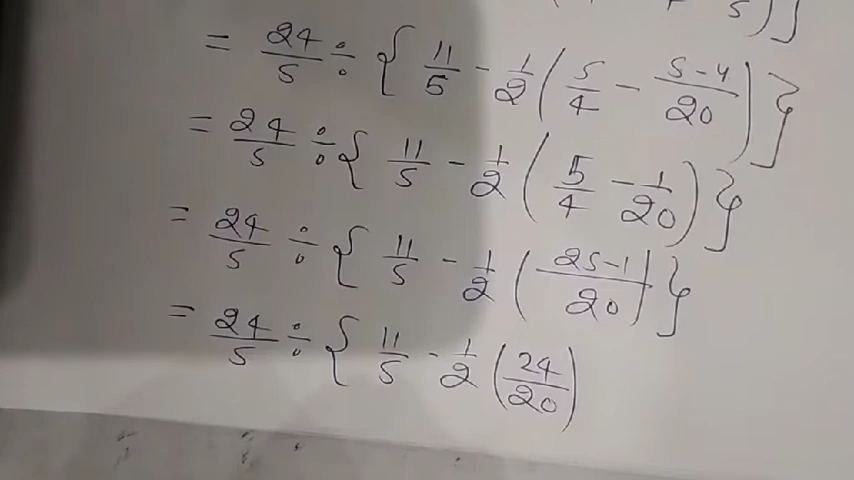 5)}]
= 24/5 ÷ { 11/5 - 1/2 ( 5/4 - 5-4/20 ) }
= 24/5 ÷ { 11/5 - 1/2 ( 5/4 - 1/20 ) }
= 24/5 ÷ { 11/5 - 1/2 ( 25-1/20 ) }
= 24/5 ÷ { 11/5 - 1/2 ( 24/20 )